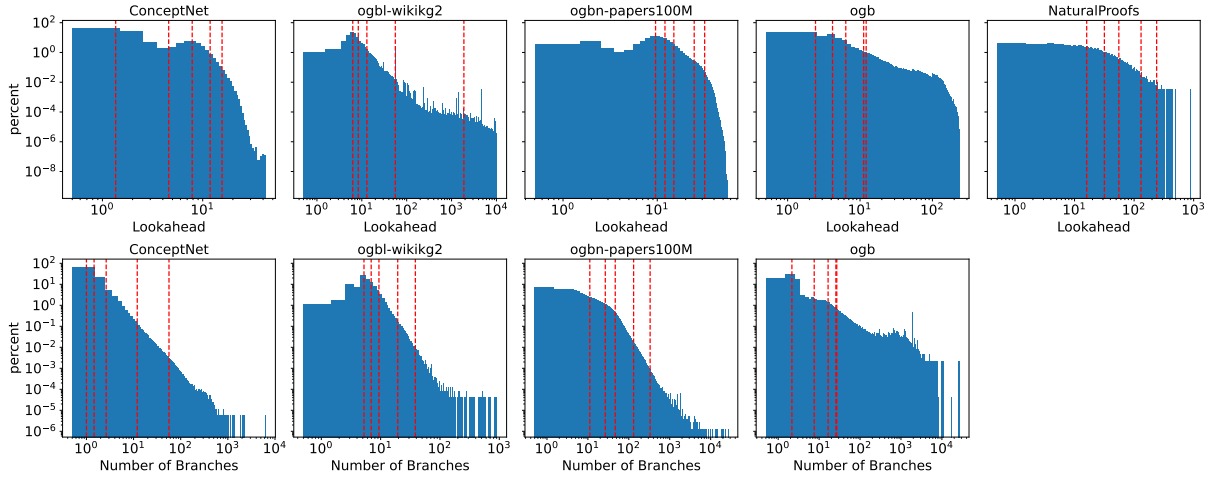 ConceptNet
ogbl-wikikg2
ogbn-papers100M
ogb
NaturalProofs
percent
10^2
10^0
10^-2
10^-4
10^-6
10^-8
10^0 10^1
10^0 10^1 10^2 10^3 10^4
10^0 10^1
10^0 10^1 10^2
10^0 10^1 10^2 10^3
Lookahead
Lookahead
Lookahead
Lookahead
Lookahead
ConceptNet
ogbl-wikikg2
ogbn-papers100M
ogb
percent
10^2
10^1
10^0
10^-1
10^-2
10^-3
10^-4
10^-5
10^-6
10^0 10^1 10^2 10^3 10^4
10^0 10^1 10^2 10^3
10^0 10^1 10^2 10^3 10^4
10^0 10^1 10^2 10^3 10^4
Number of Branches
Number of Branches
Number of Branches
Number of Branches